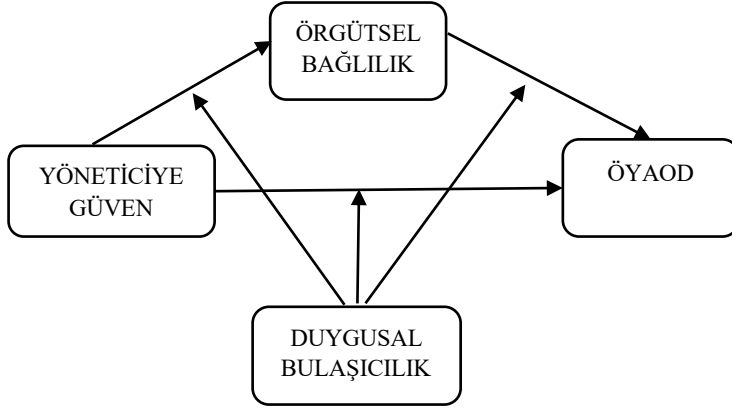 ÖRGÜTSEL
BAĞLILIK
YÖNETİCİYE
GÜVEN
ÖYAOD
DUYGUSAL
BULAŞICILIK